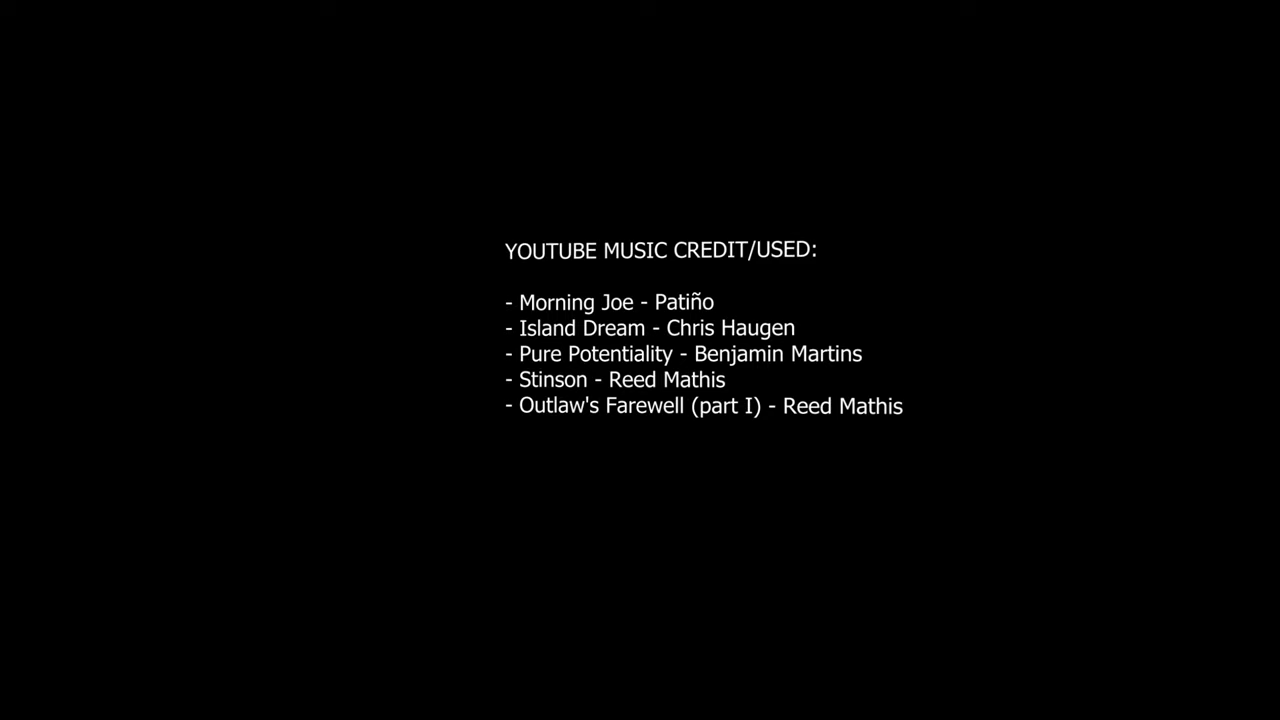 YOUTUBE MUSIC CREDIT/USED:
- Morning Joe - Patiño
- Island Dream - Chris Haugen
- Pure Potentiality - Benjamin Martins
- Stinson - Reed Mathis
- Outlaw's Farewell (part I) - Reed Mathis